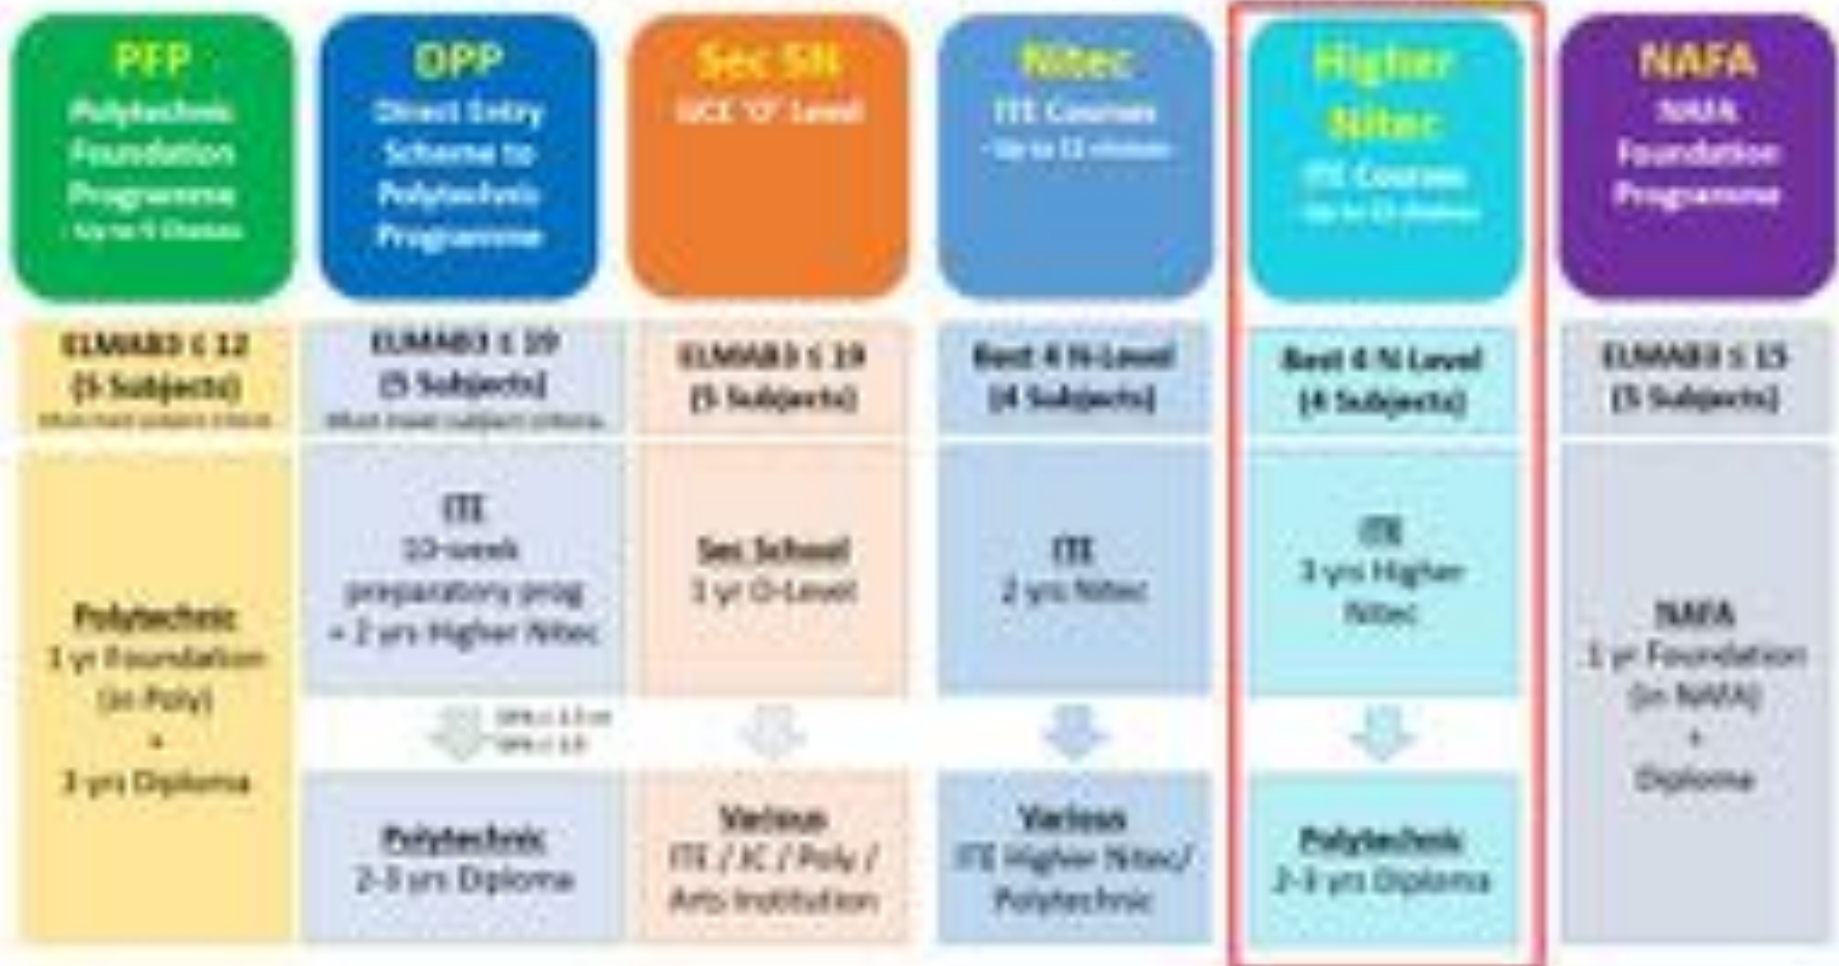 PFP
Polytechnic
Foundation
Programme
DPP
Direct Entry
Scheme to
Polytechnic
Programme
Sec 5N
GCE 'O' Level
Nitec
ITE Courses
Higher
Nitec
ITE Courses
NAFA
NAFA
Foundation
Programme
ELMAB3 ≤ 12
(5 Subjects)
ELMAB3 ≤ 19
(5 Subjects)
Must meet subject criteria
ELMAB3 ≤ 19
(5 Subjects)
Best 4 N-Level
(4 Subjects)
Best 4 N-Level
(4 Subjects)
ELMAB3 ≤ 15
(5 Subjects)
Polytechnic
1 yr Foundation
(in Poly)
+
3 yrs Diploma
ITE
10-week
preparatory prog
+ 2 yrs Higher Nitec
Polytechnic
2-3 yrs Diploma
Sec School
1 yr O-Level
Various
ITE / JC / Poly /
Arts Institution
ITE
2 yrs Nitec
Various
ITE Higher Nitec/
Polytechnic
ITE
3 yrs Higher
Nitec
Polytechnic
2-3 yrs Diploma
NAFA
1 yr Foundation
(in NAFA)
+
Diploma